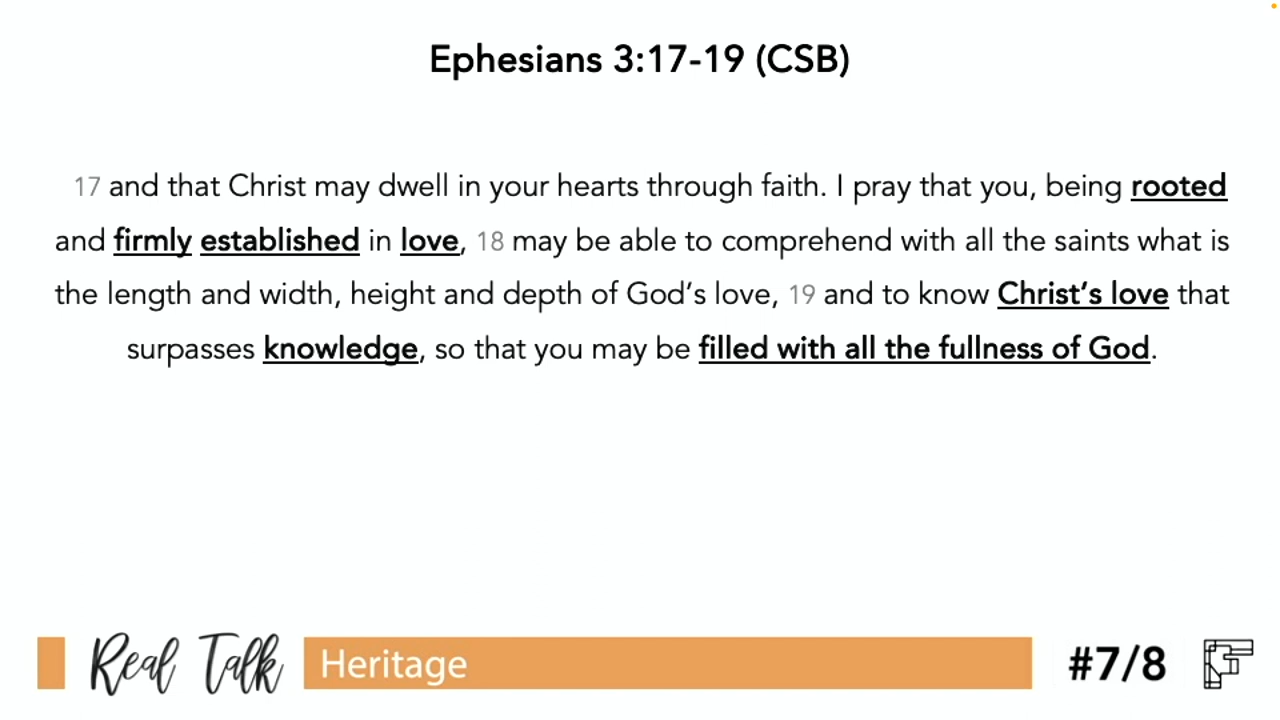 Ephesians 3:17-19 (CSB)
17 and that Christ may dwell in your hearts through faith. I pray that you, being rooted
and firmly established in love, 18 may be able to comprehend with all the saints what is
the length and width, height and depth of God’s love, 19 and to know Christ’s love that
surpasses knowledge, so that you may be filled with all the fullness of God.
Real Talk Heritage #7/8